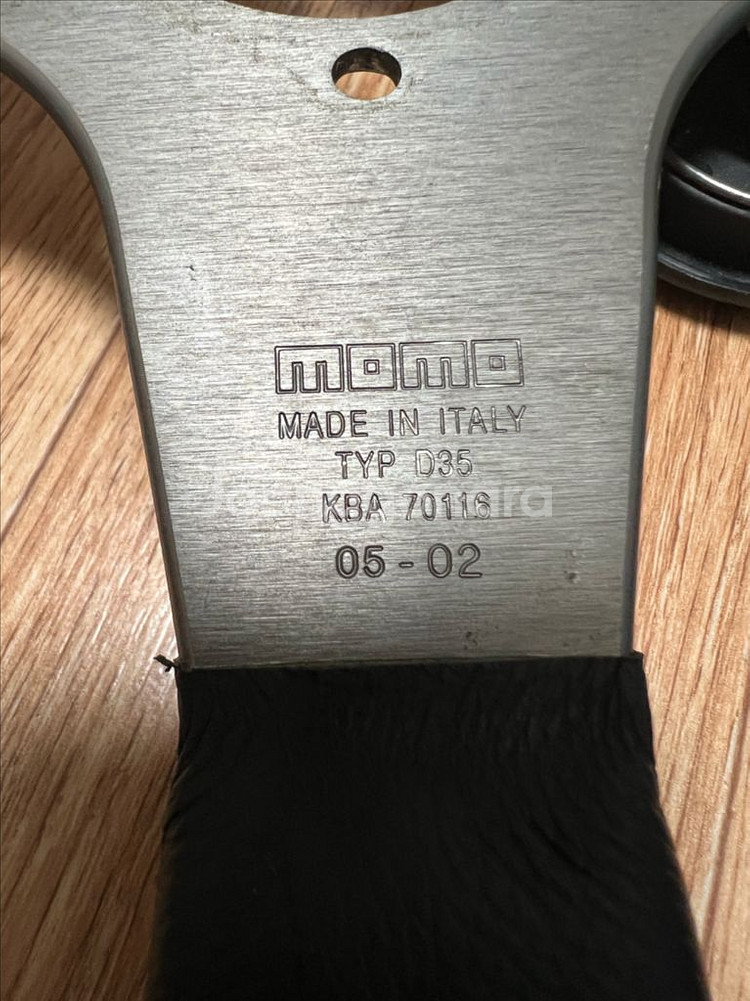 momo
MADE IN ITALY
TYP D35
KBA 70116
05-02